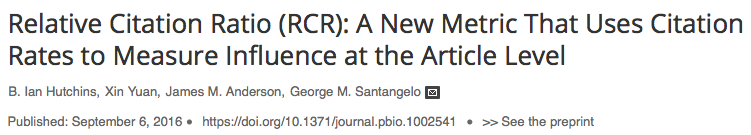 Relative Citation Ratio (RCR): A New Metric That Uses Citation
Rates to Measure Influence at the Article Level
B. Ian Hutchins, Xin Yuan, James M. Anderson, George M. Santangelo
Published: September 6, 2016 • https://doi.org/10.1371/journal.pbio.1002541 • >> See the preprint